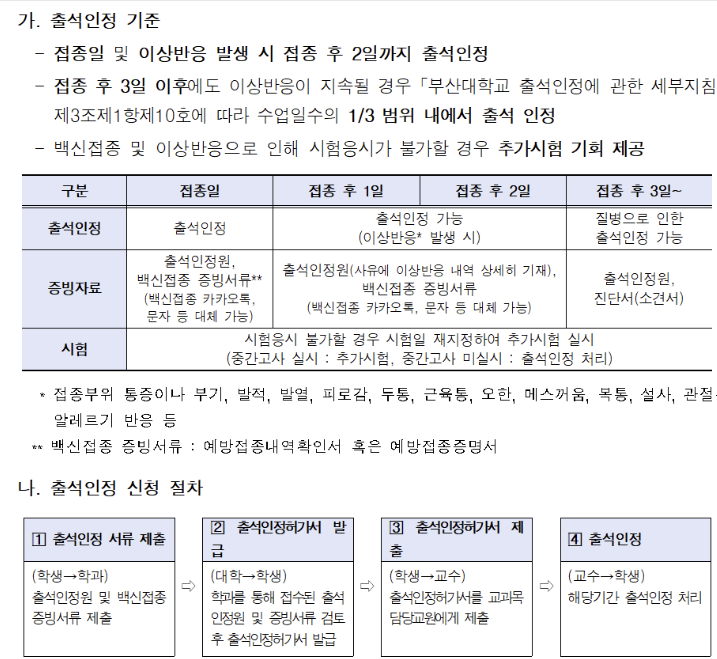 가. 출석인정 기준
- 접종일 및 이상반응 발생 시 접종 후 2일까지 출석인정
- 접종 후 3일 이후에도 이상반응이 지속될 경우 「부산대학교 출석인정에 관한 세부지침
제3조제1항제10호에 따라 수업일수의 1/3 범위 내에서 출석 인정
- 백신접종 및 이상반응으로 인해 시험응시가 불가할 경우 추가시험 기회 제공
구분 접종일 접종 후 1일 접종 후 2일 접종 후 3일~
출석인정
출석인정
출석인정 가능
(이상반응* 발생 시)
질병으로 인한
출석인정 가능
증빙자료
출석인정원,
백신접종 증빙서류**
(백신접종 카카오톡,
문자 등 대체 가능)
출석인정원(사유에 이상반응 내역 상세히 기재),
백신접종 증빙서류
(백신접종 카카오톡, 문자 등 대체 가능)
출석인정원,
진단서(소견서)
시험
시험응시 불가할 경우 시험일 재지정하여 추가시험 실시
(중간고사 실시 : 추가시험, 중간고사 미실시 : 출석인정 처리)
* 접종부위 통증이나 부기, 발적, 발열, 피로감, 두통, 근육통, 오한, 메스꺼움, 목통, 설사, 관절
알레르기 반응 등
** 백신접종 증빙서류 : 예방접종내역확인서 혹은 예방접종증명서
나. 출석인정 신청 절차
1 출석인정 서류 제출
(학생→학과)
출석인정원 및 백신접종
증빙서류 제출
⇨
2 출석인정허가서 발
급
(대학→학생)
학과를 통해 접수된 출석
인정원 및 증빙서류 검토
후 출석인정허가서 발급
⇨
3 출석인정허가서 제
출
(학생→교수)
출석인정허가서를 교과목
담당교원에게 제출
⇨
4 출석인정
(교수→학생)
해당기간 출석인정 처리